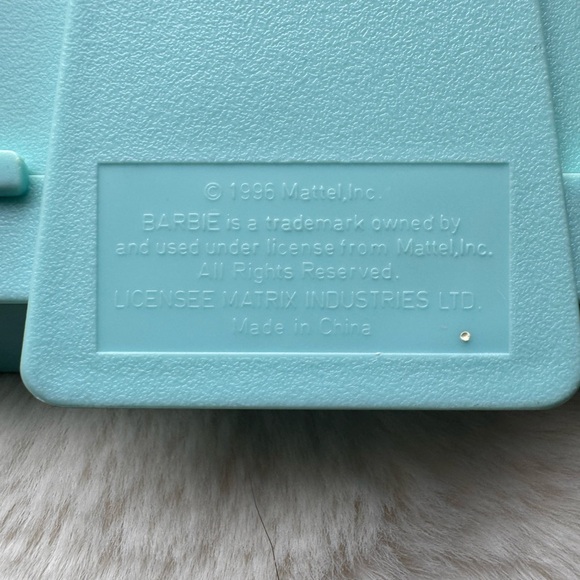 © 1996 Mattel,Inc.
BARBIE is a trademark owned by
and used under license from Mattel,Inc.
All Rights Reserved.
LICENSEE MATRIX INDUSTRIES LTD.
Made in China